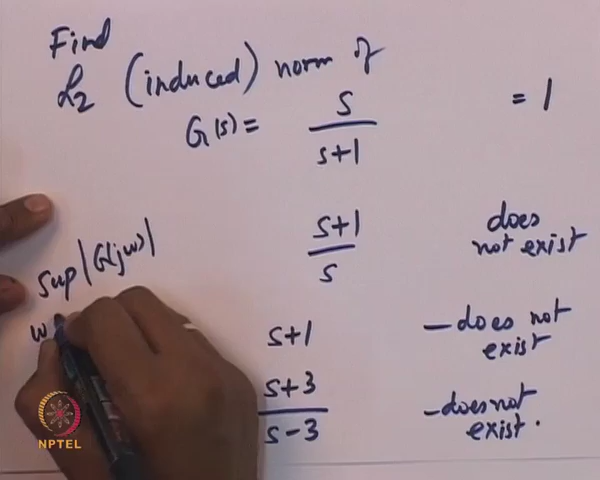 Find
L₂ (induced) norm of
G(s) = s/(s+1) = 1
(s+1)/s does not exist
sup |G(jω)|
ω
s+1 — does not exist
(s+3)/(s-3) — does not exist.
NPTEL